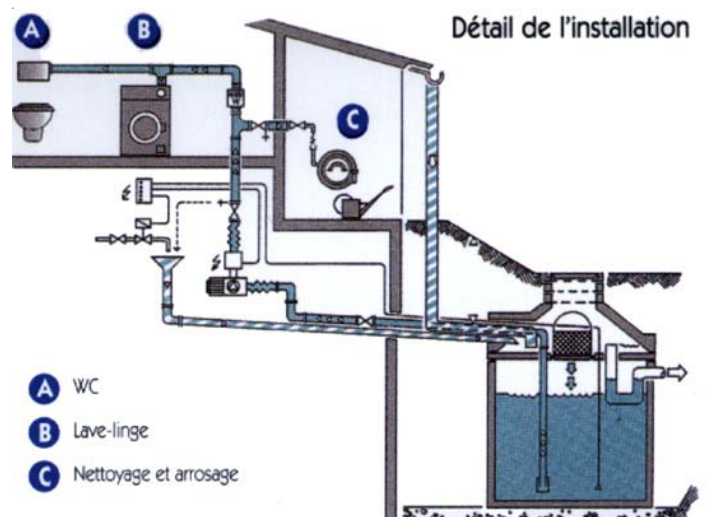 A
B
Détail de l'installation
C
A WC
B Lave-linge
C Nettoyage et arrosage